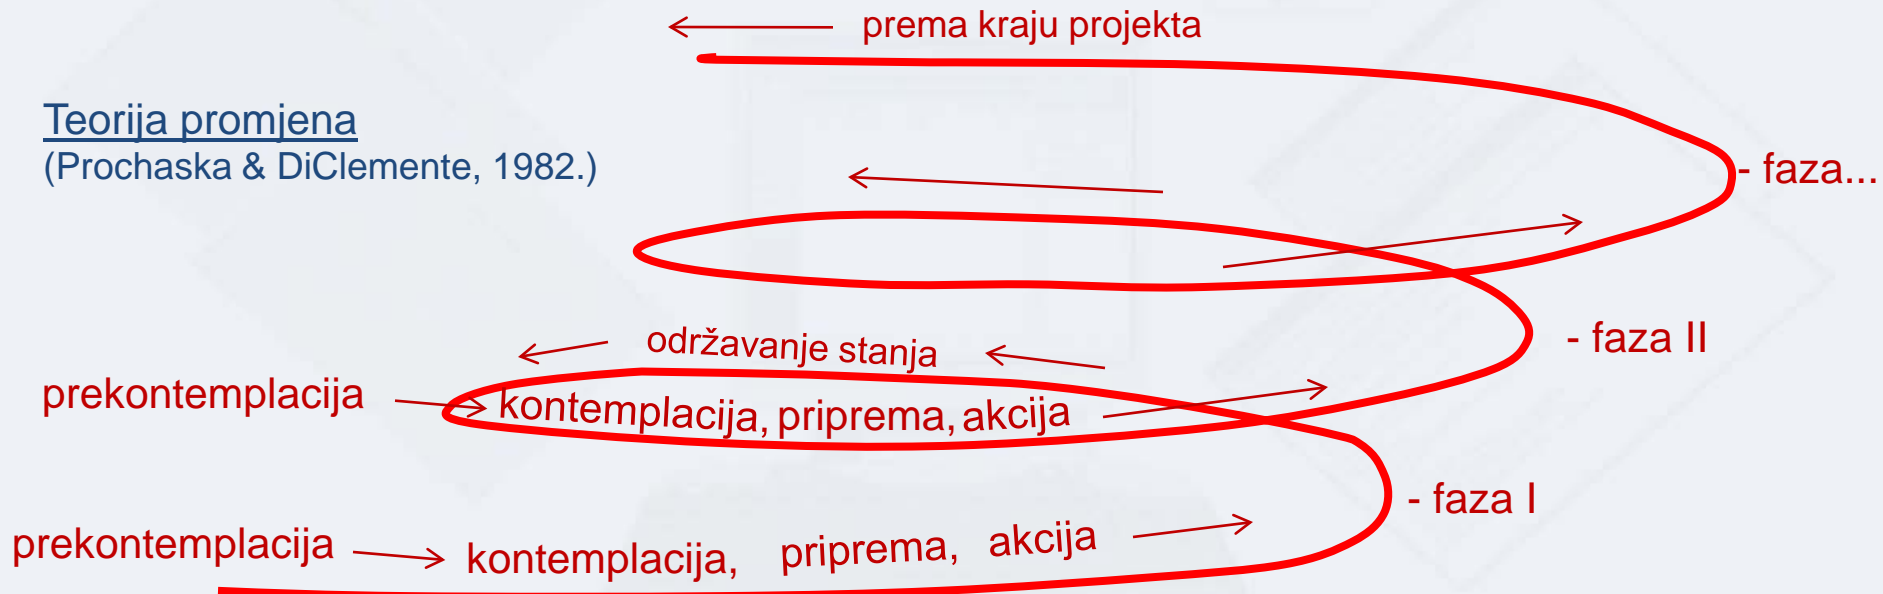 prema kraju projekta
Teorija promjena
(Prochaska & DiClemente, 1982.)
- faza...
- faza II
održavanje stanja
prekontemplacija
kontemplacija, priprema, akcija
- faza I
prekontemplacija
kontemplacija, priprema, akcija